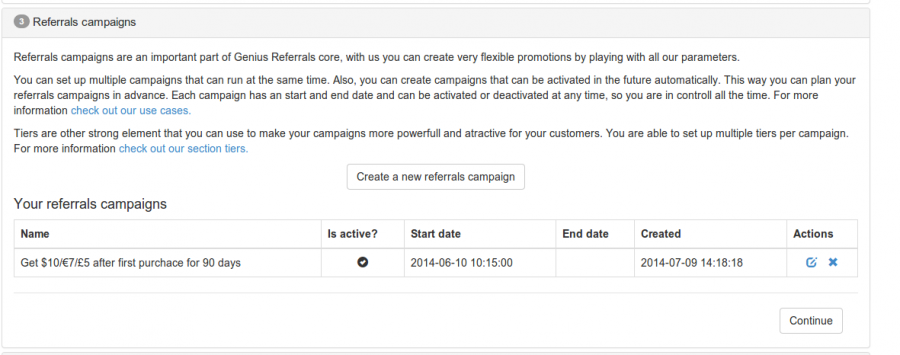 3 Referrals campaigns
Referrals campaigns are an important part of Genius Referrals core, with us you can create very flexible promotions by playing with all our parameters.
You can set up multiple campaigns that can run at the same time. Also, you can create campaigns that can be activated in the future automatically. This way you can plan your
referrals campaigns in advance. Each campaign has an start and end date and can be activated or deactivated at any time, so you are in controll all the time. For more
information check out our use cases.
Tiers are other strong element that you can use to make your campaigns more powerfull and atractive for your customers. You are able to set up multiple tiers per campaign.
For more information check out our section tiers.
Create a new referrals campaign
Your referrals campaigns
Name Is active? Start date End date Created Actions
Get $10/€7/£5 after first purchace for 90 days 2014-06-10 10:15:00 2014-07-09 14:18:18
Continue